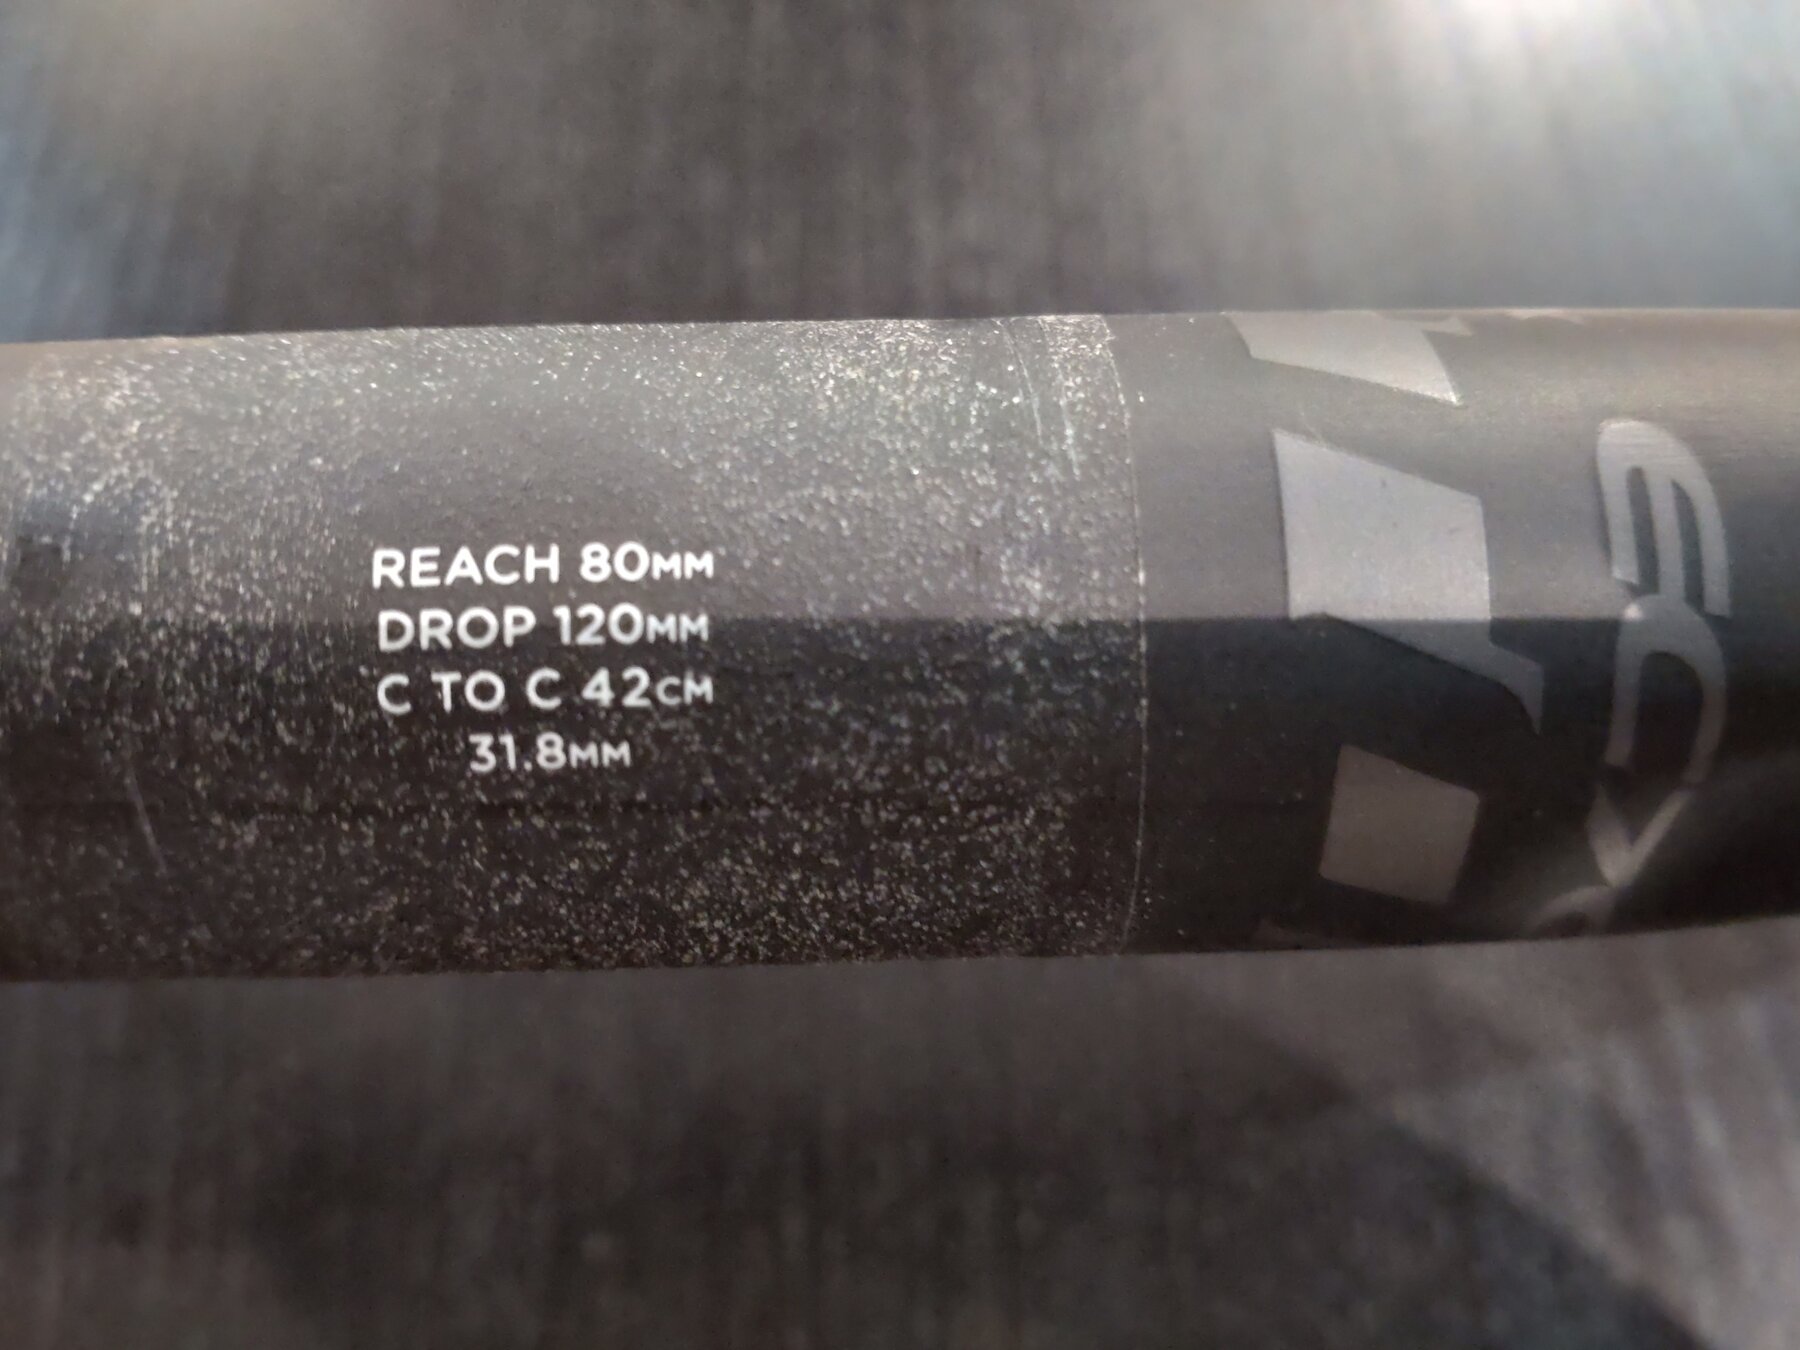 REACH 80MM
DROP 120MM
C TO C 42CM
31.8MM